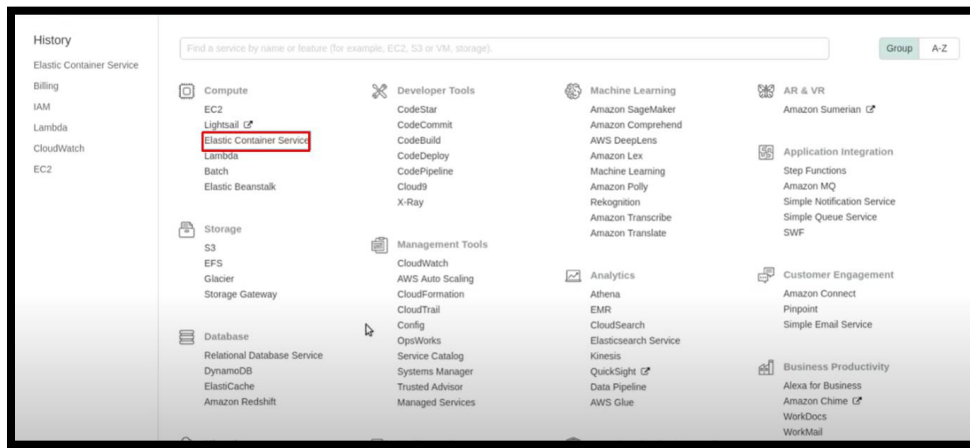 History
Elastic Container Service
Billing
IAM
Lambda
CloudWatch
EC2
Find a service by name or feature (for example, EC2, S3 or VM, storage).
Group
A-Z
Compute
EC2
Lightsail
Elastic Container Service
Lambda
Batch
Elastic Beanstalk
Storage
S3
EFS
Glacier
Storage Gateway
Database
Relational Database Service
DynamoDB
ElastiCache
Amazon Redshift
Developer Tools
CodeStar
CodeCommit
CodeBuild
CodeDeploy
CodePipeline
Cloud9
X-Ray
Management Tools
CloudWatch
AWS Auto Scaling
CloudFormation
CloudTrail
Config
OpsWorks
Service Catalog
Systems Manager
Trusted Advisor
Managed Services
Machine Learning
Amazon SageMaker
Amazon Comprehend
AWS DeepLens
Amazon Lex
Machine Learning
Amazon Polly
Rekognition
Amazon Transcribe
Amazon Translate
Analytics
Athena
EMR
CloudSearch
Elasticsearch Service
Kinesis
QuickSight
Data Pipeline
AWS Glue
AR & VR
Amazon Sumerian
Application Integration
Step Functions
Amazon MQ
Simple Notification Service
Simple Queue Service
SWF
Customer Engagement
Amazon Connect
Pinpoint
Simple Email Service
Business Productivity
Alexa for Business
Amazon Chime
WorkDocs
WorkMail